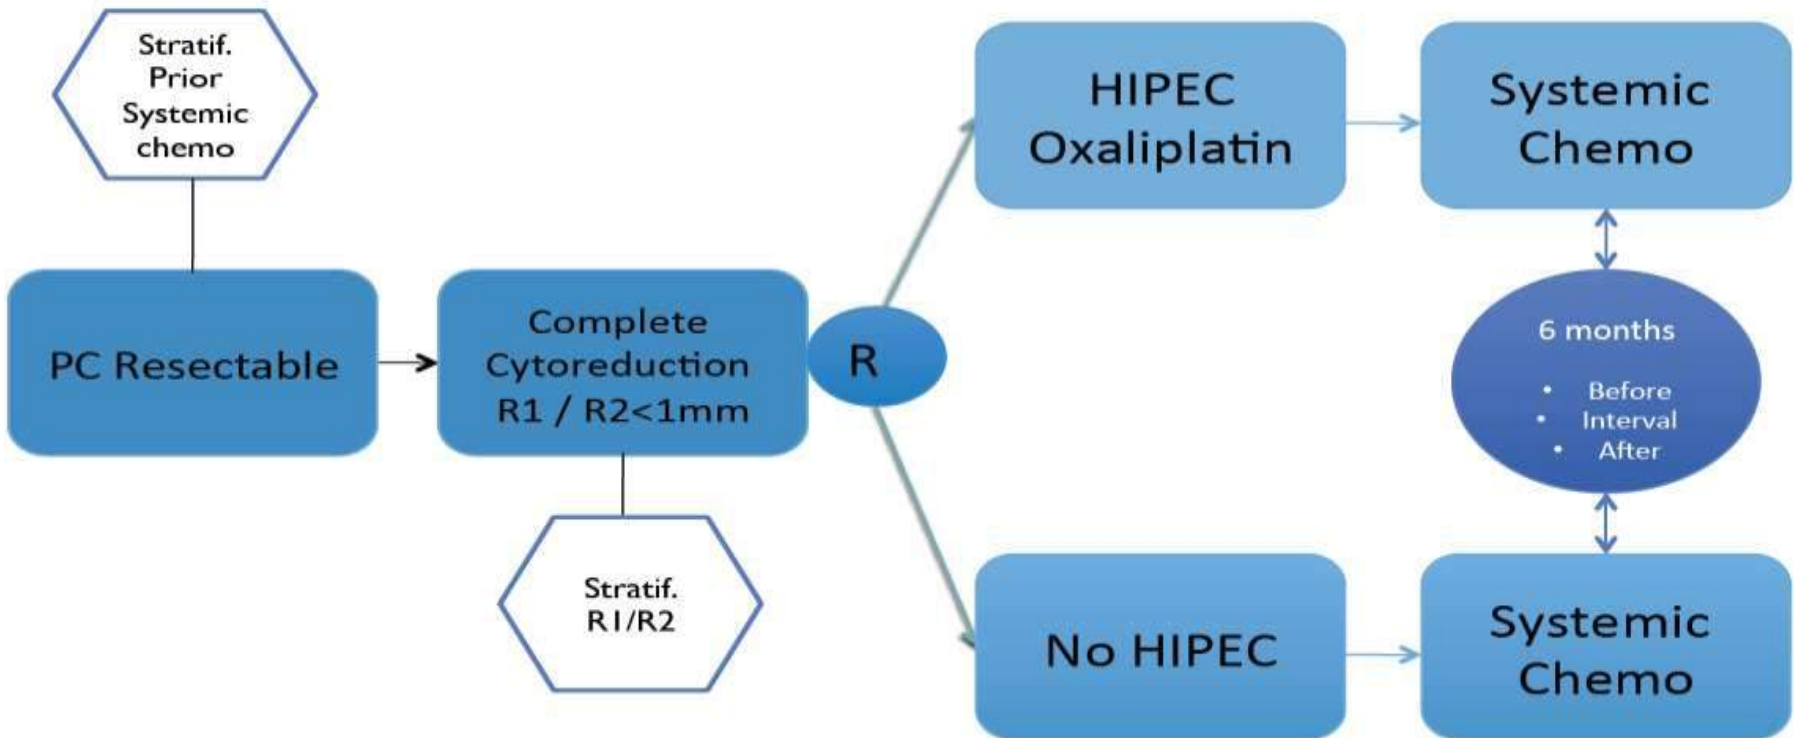 Stratif.
Prior
Systemic
chemo
PC Resectable
Complete
Cytoreduction
R1 / R2<1mm
Stratif.
R1/R2
R
HIPEC
Oxaliplatin
Systemic
Chemo
6 months
• Before
• Interval
• After
No HIPEC
Systemic
Chemo